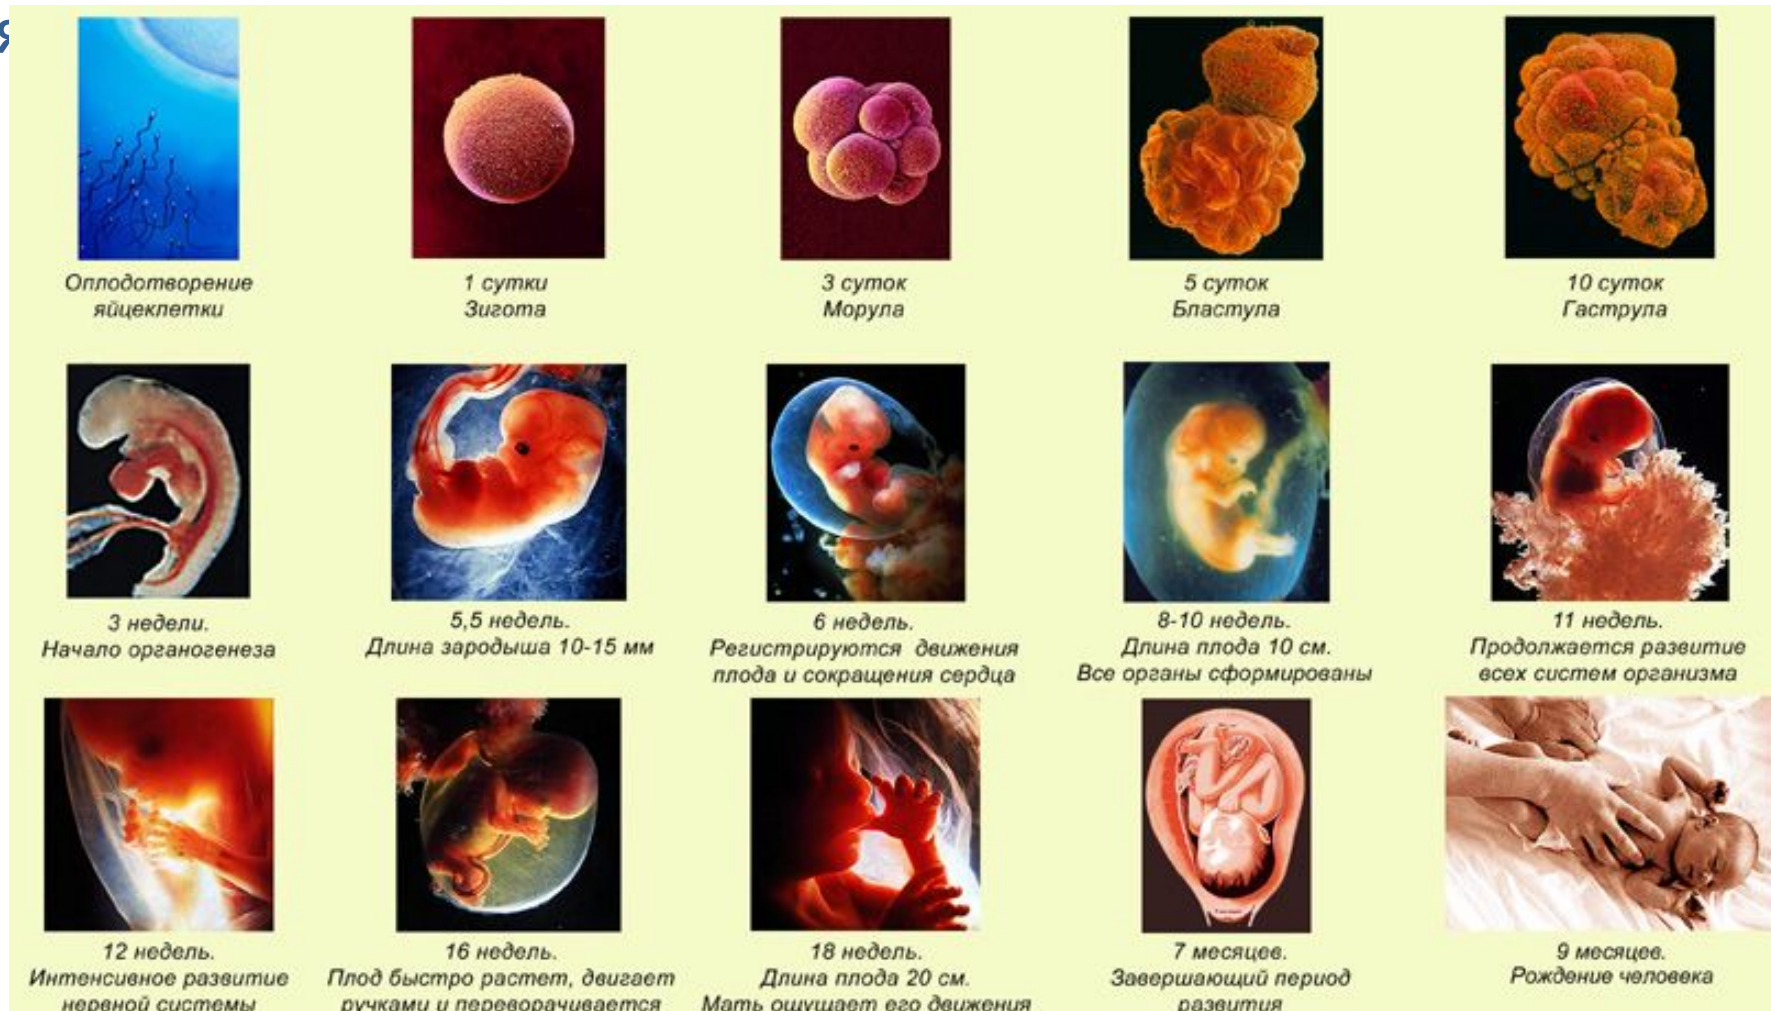 я
Оплодотворение
яйцеклетки
1 сутки
Зигота
3 суток
Морула
5 суток
Бластула
10 суток
Гаструла
3 недели.
Начало органогенеза
5,5 недель.
Длина зародыша 10-15 мм
6 недель.
Регистрируются движения
плода и сокращения сердца
8-10 недель.
Длина плода 10 см.
Все органы сформированы
11 недель.
Продолжается развитие
всех систем организма
12 недель.
Интенсивное развитие
нервной системы
16 недель.
Плод быстро растет, двигает
ручками и переворачивается
18 недель.
Длина плода 20 см.
Мать ощущает его движения
7 месяцев.
Завершающий период
развития
9 месяцев.
Рождение человека